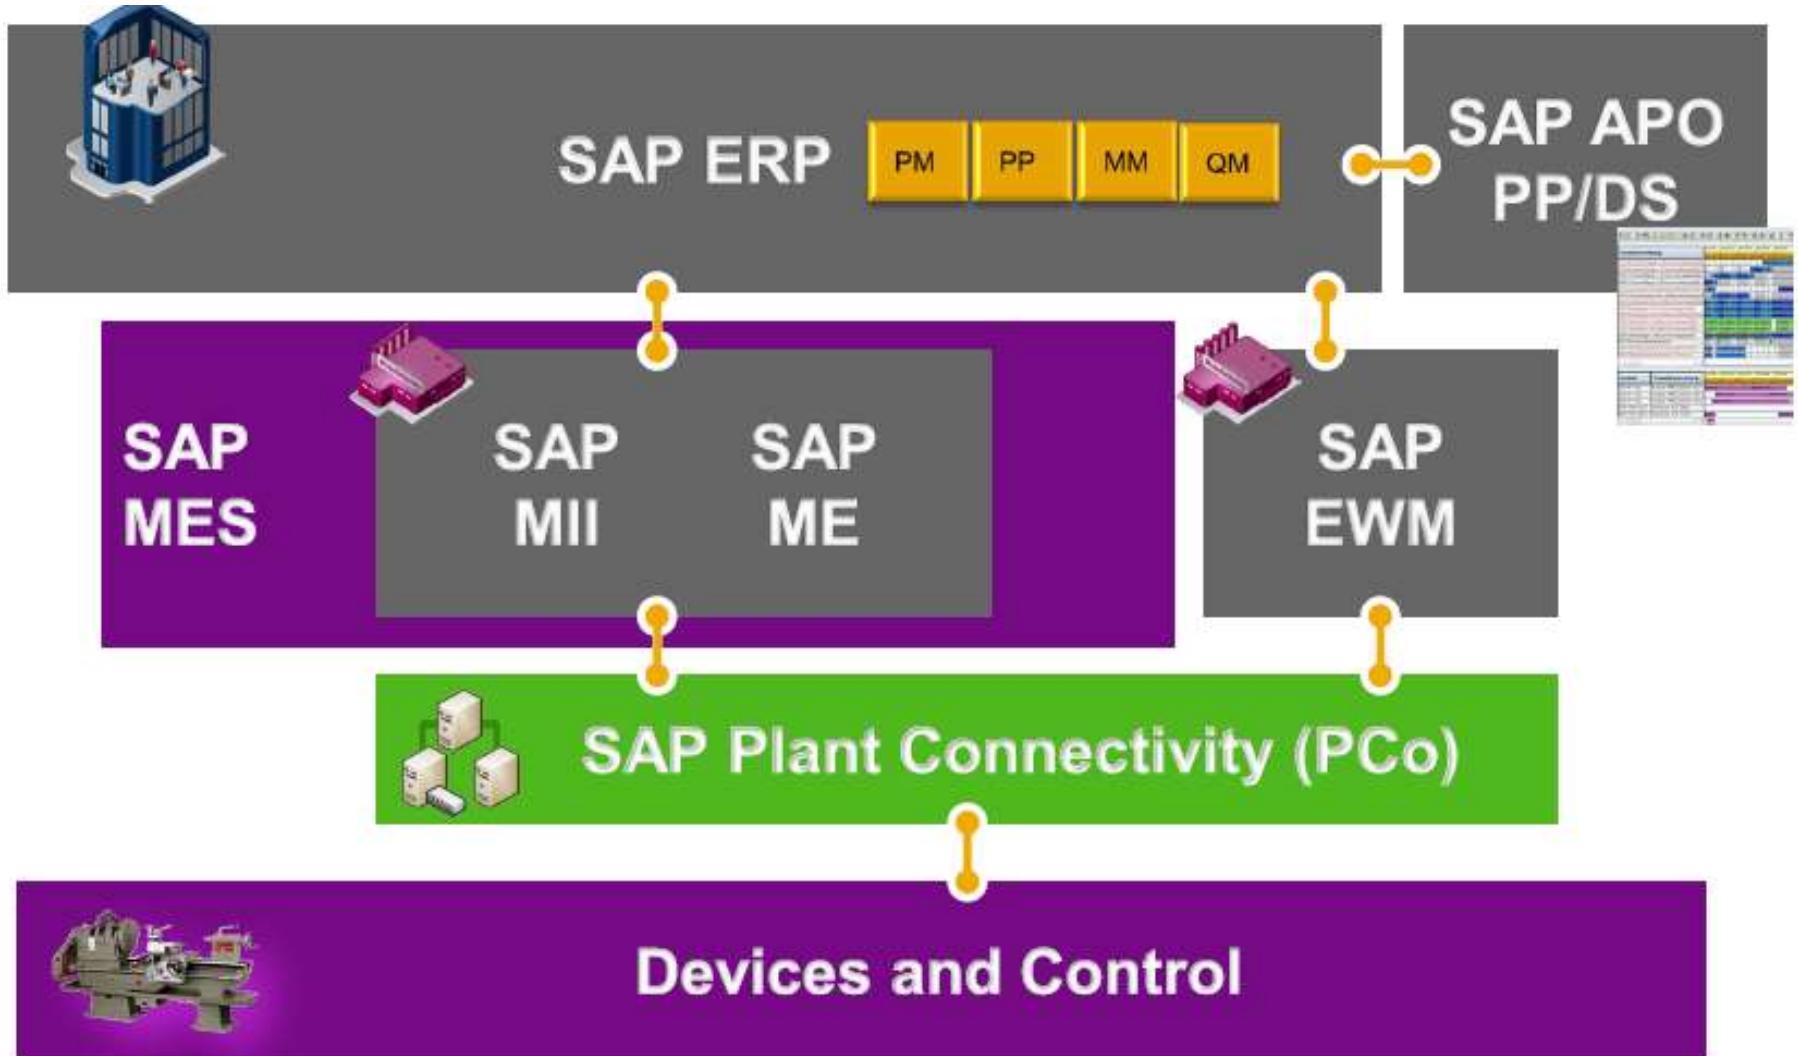 SAP ERP
PM
PP
MM
QM
SAP APO
PP/DS
SAP
MES
SAP
MII
SAP
ME
SAP
EWM
SAP Plant Connectivity (PCo)
Devices and Control